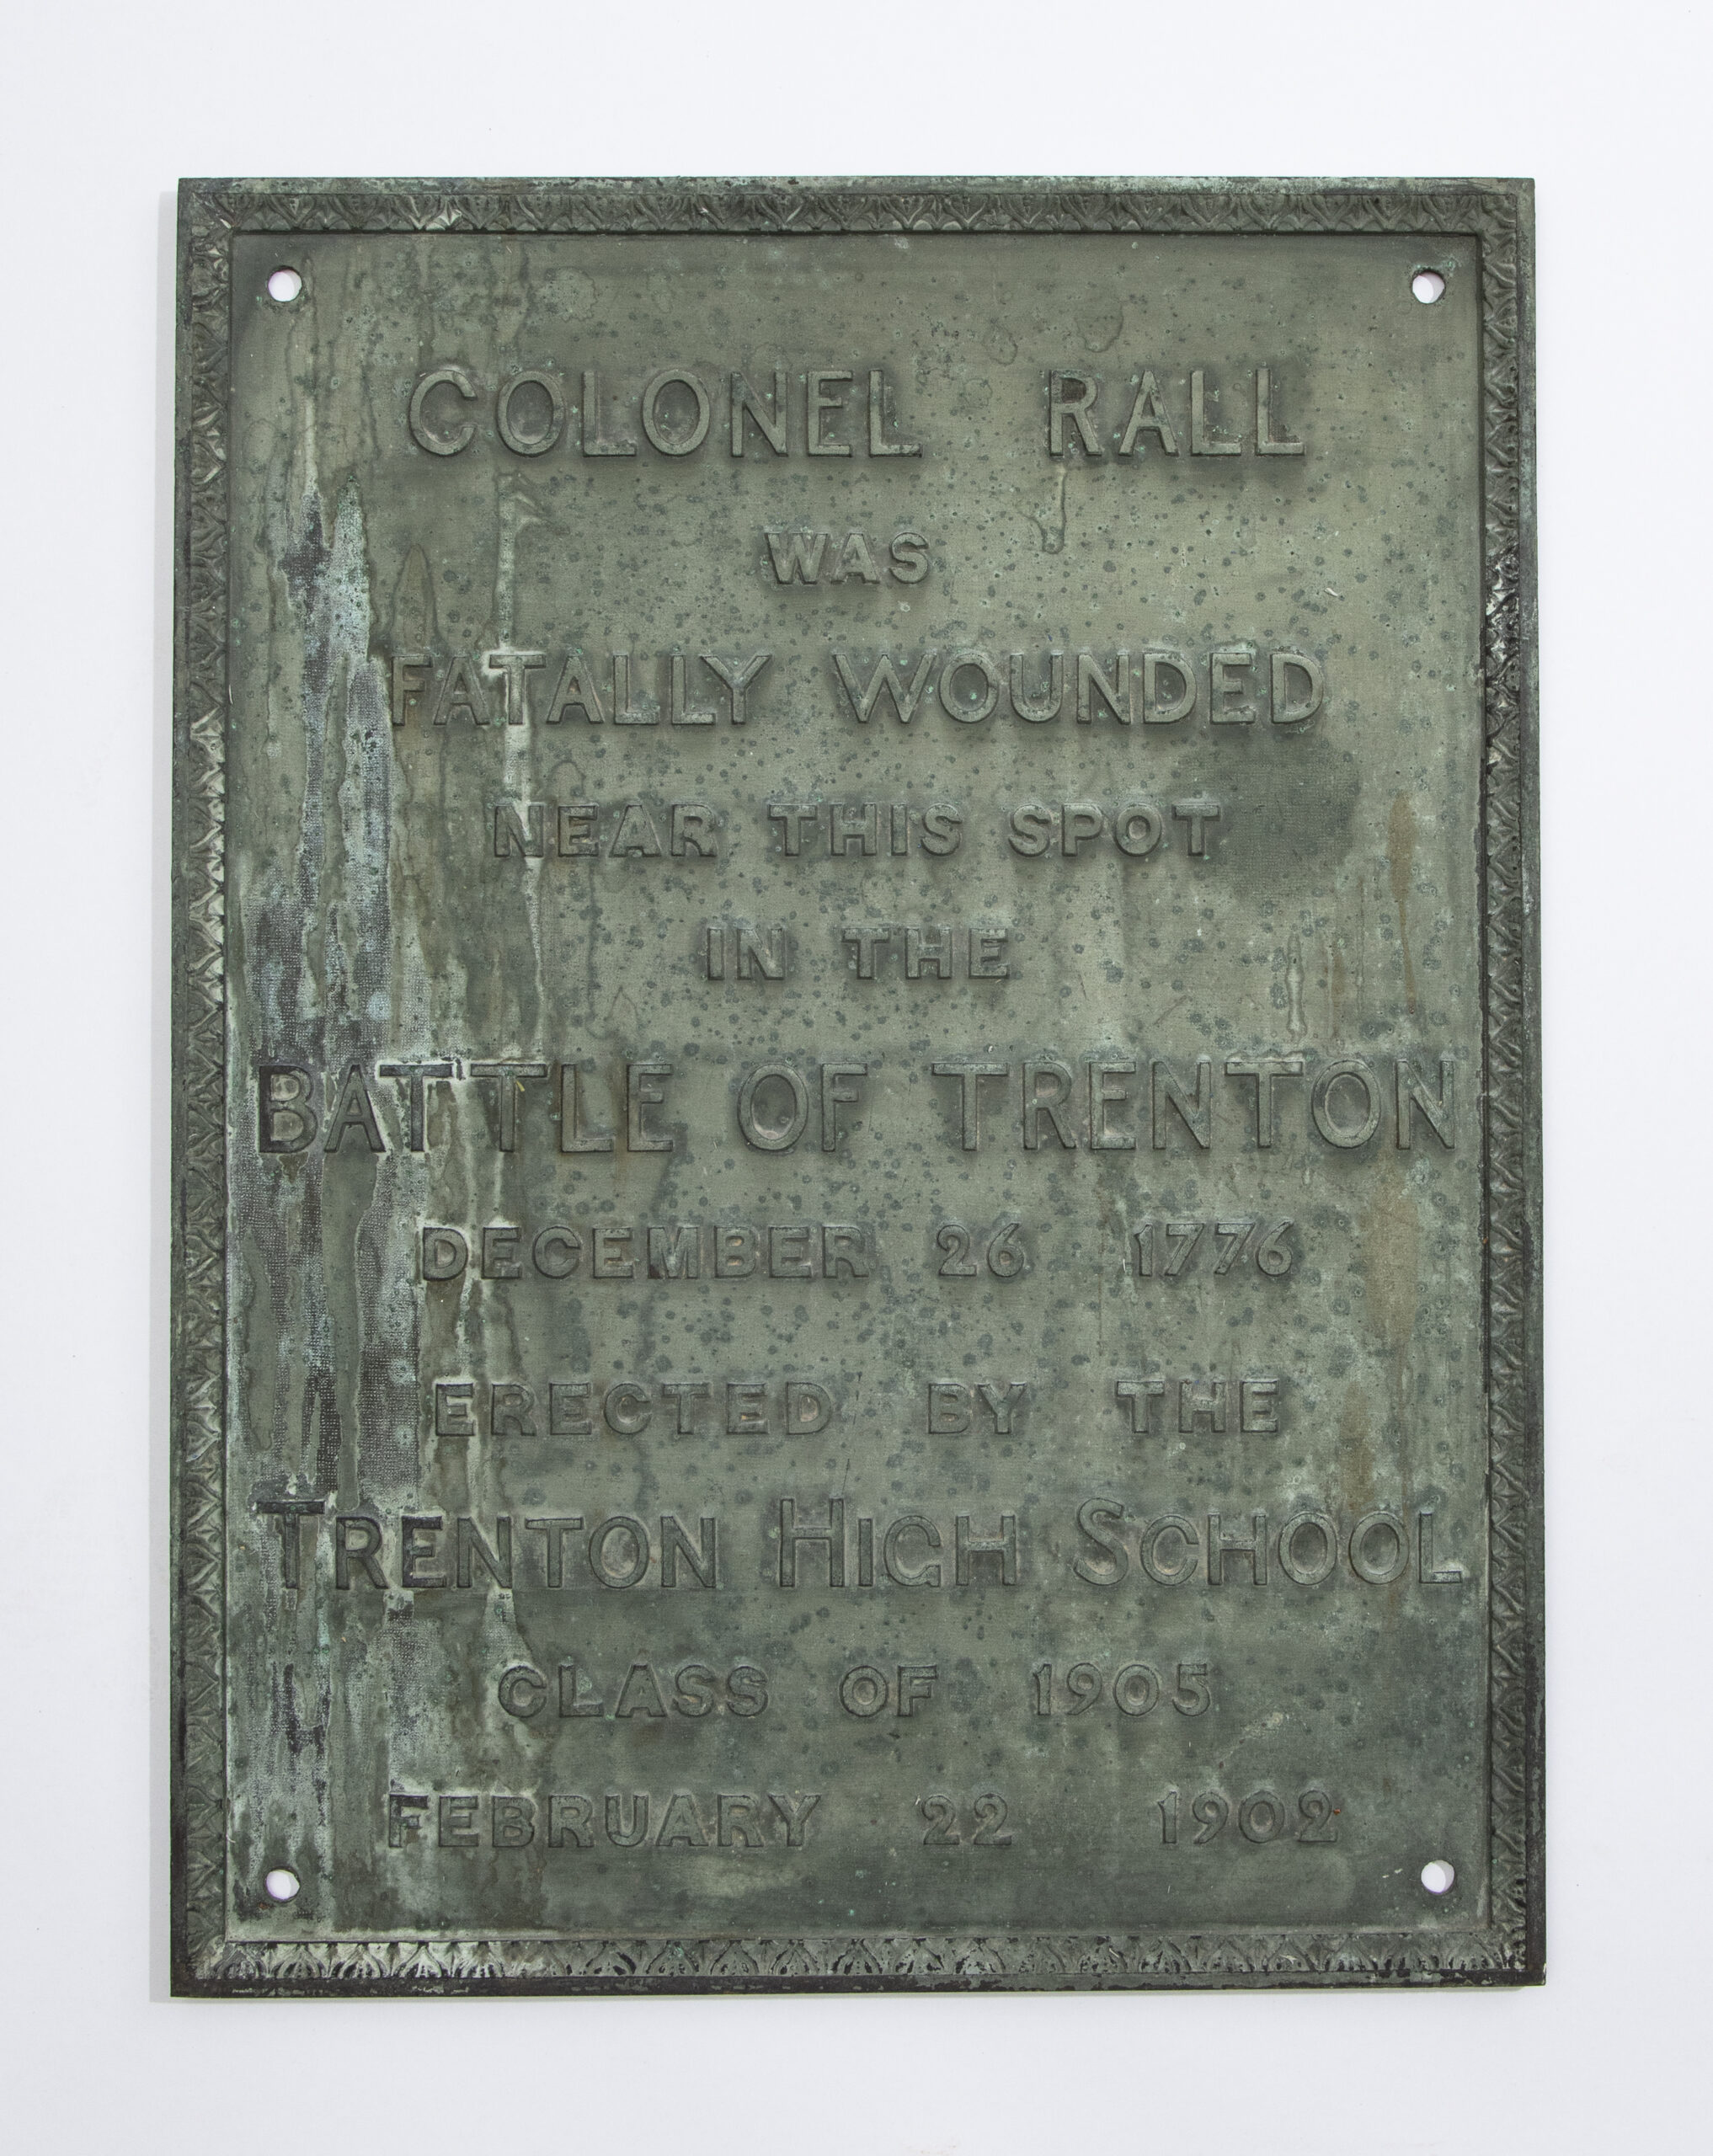 COLONEL RALL
WAS
FATALLY WOUNDED
NEAR THIS SPOT
IN THE
BATTLE OF TRENTON
DECEMBER 26 1776
ERECTED BY THE
TRENTON HIGH SCHOOL
CLASS OF 1905
FEBRUARY 22 1902